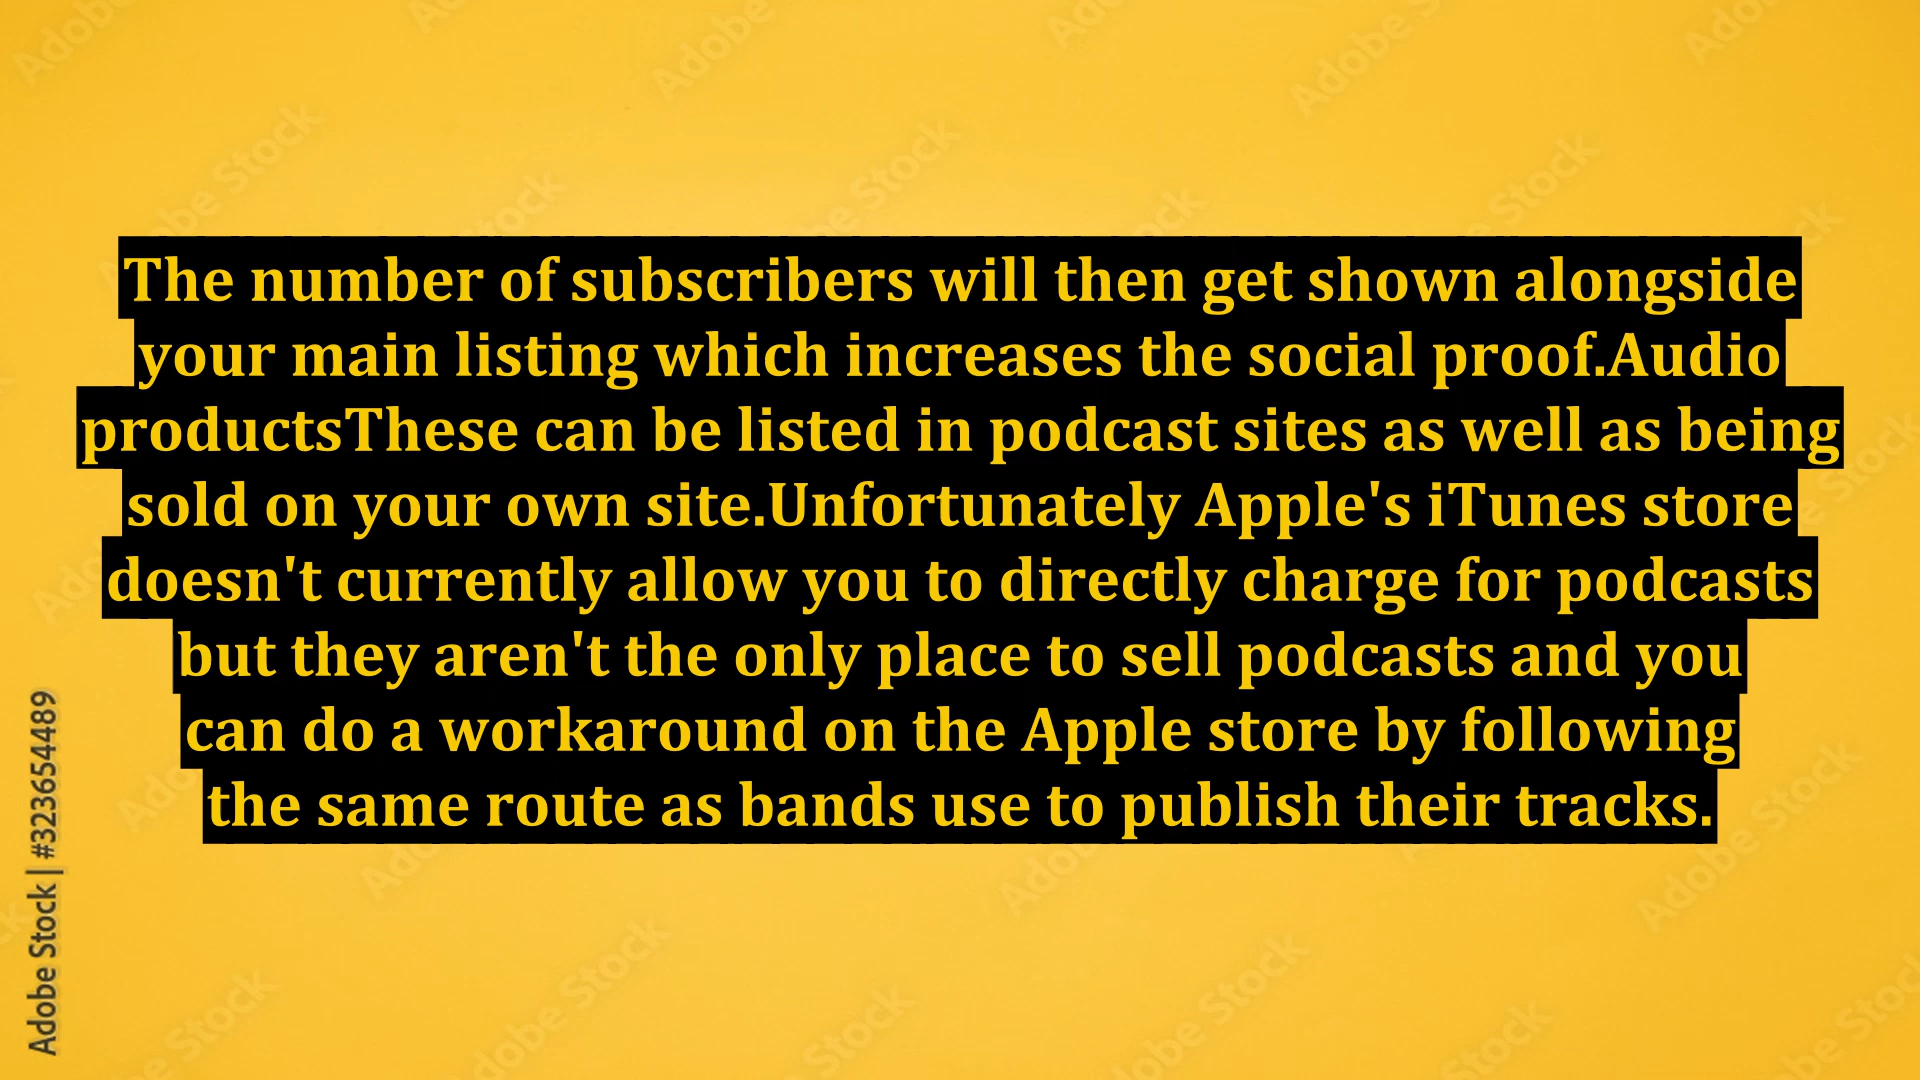 The number of subscribers will then get shown alongside
your main listing which increases the social proof.Audio
productsThese can be listed in podcast sites as well as being
sold on your own site.Unfortunately Apple's iTunes store
doesn't currently allow you to directly charge for podcasts
but they aren't the only place to sell podcasts and you
can do a workaround on the Apple store by following
the same route as bands use to publish their tracks.
Adobe Stock | #323654489